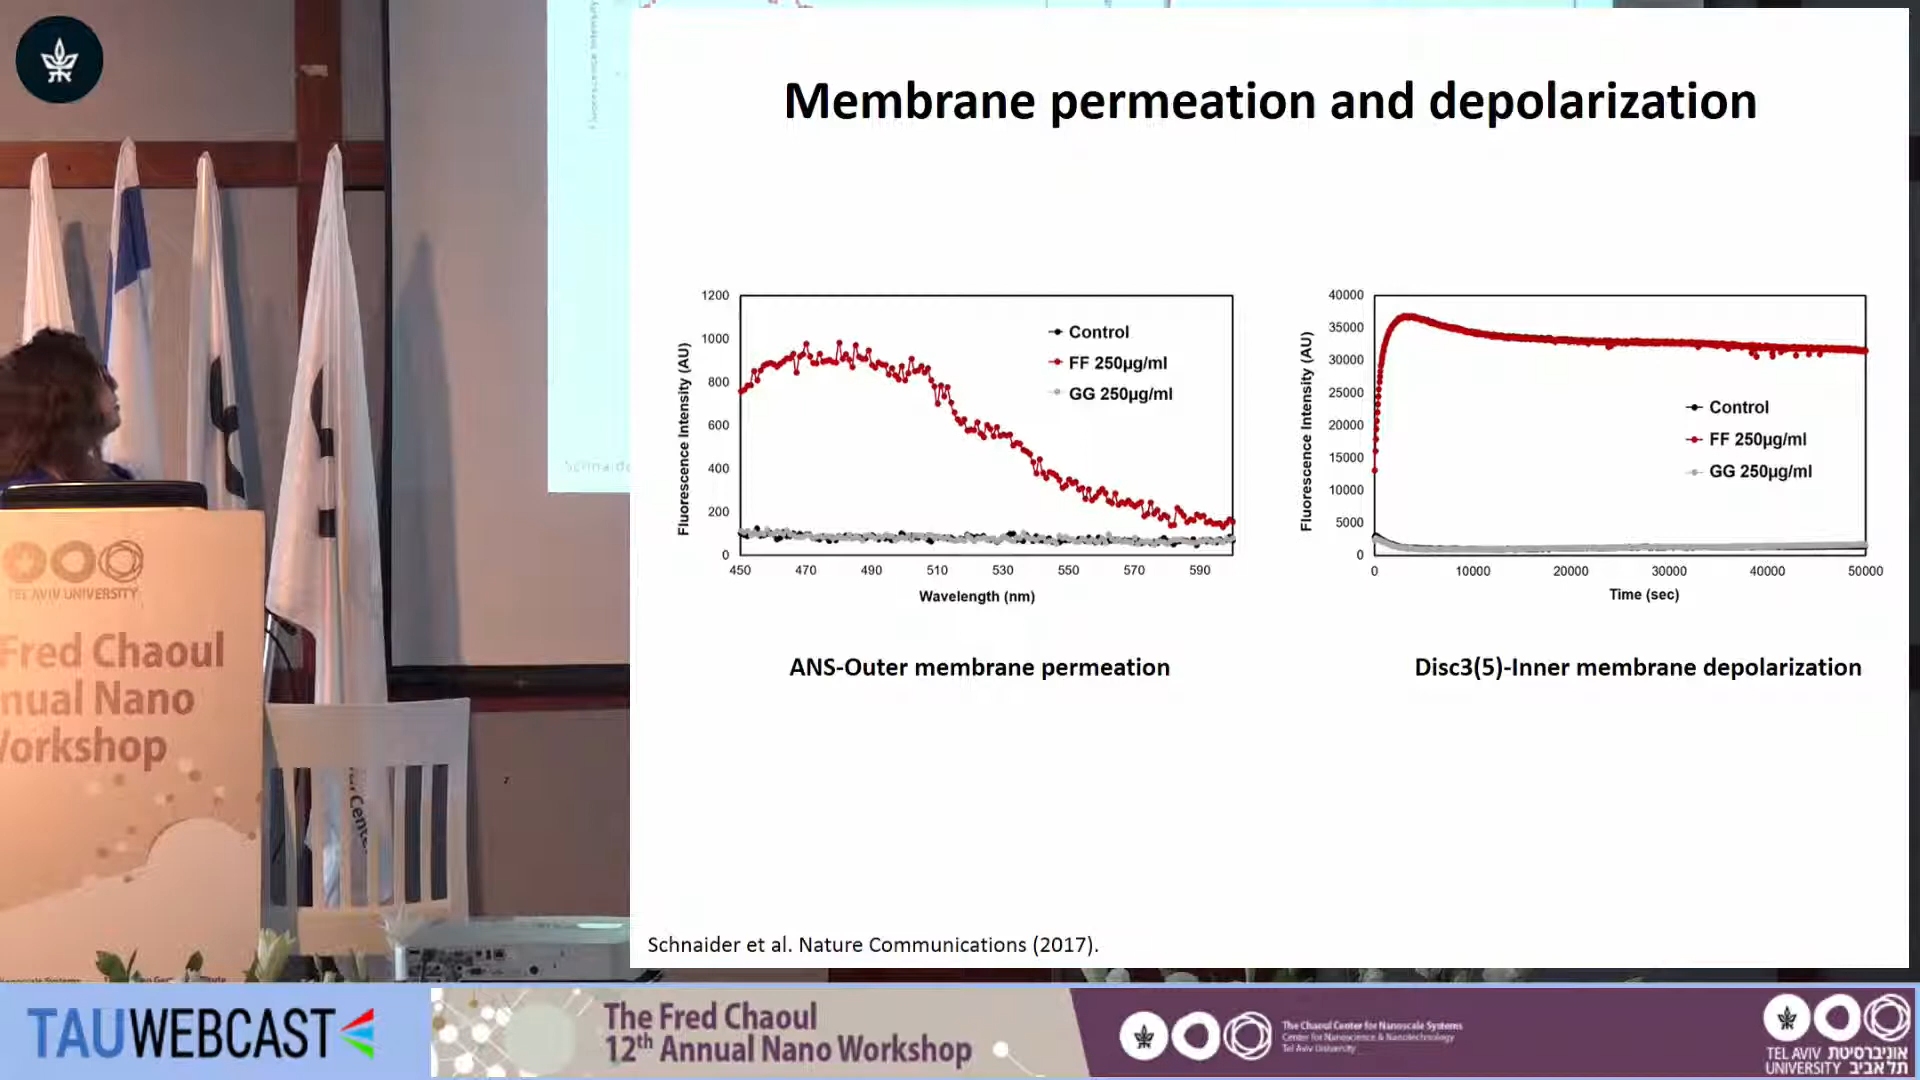 Membrane permeation and depolarization
Fluorescence Intensity (AU)
1200
1000
800
600
400
200
0
450 470 490 510 530 550 570 590
Wavelength (nm)
Control
FF 250µg/ml
GG 250µg/ml
ANS-Outer membrane permeation
Fluorescence Intensity (AU)
40000
35000
30000
25000
20000
15000
10000
5000
0
0 10000 20000 30000 40000 50000
Time (sec)
Control
FF 250µg/ml
GG 250µg/ml
Disc3(5)-Inner membrane depolarization
Schnaider et al. Nature Communications (2017).
Schnaide
TEL AVIV UNIVERSITY
Fred Chaoul
nual Nano
Workshop
TAUWEBCAST
The Fred Chaoul
12th Annual Nano Workshop
The Chaoul Center for Nanoscale Systems
Center for Nanoscience & Nanotechnology
Tel Aviv University
TEL AVIV אוניברסיטת
UNIVERSITY תל אביב